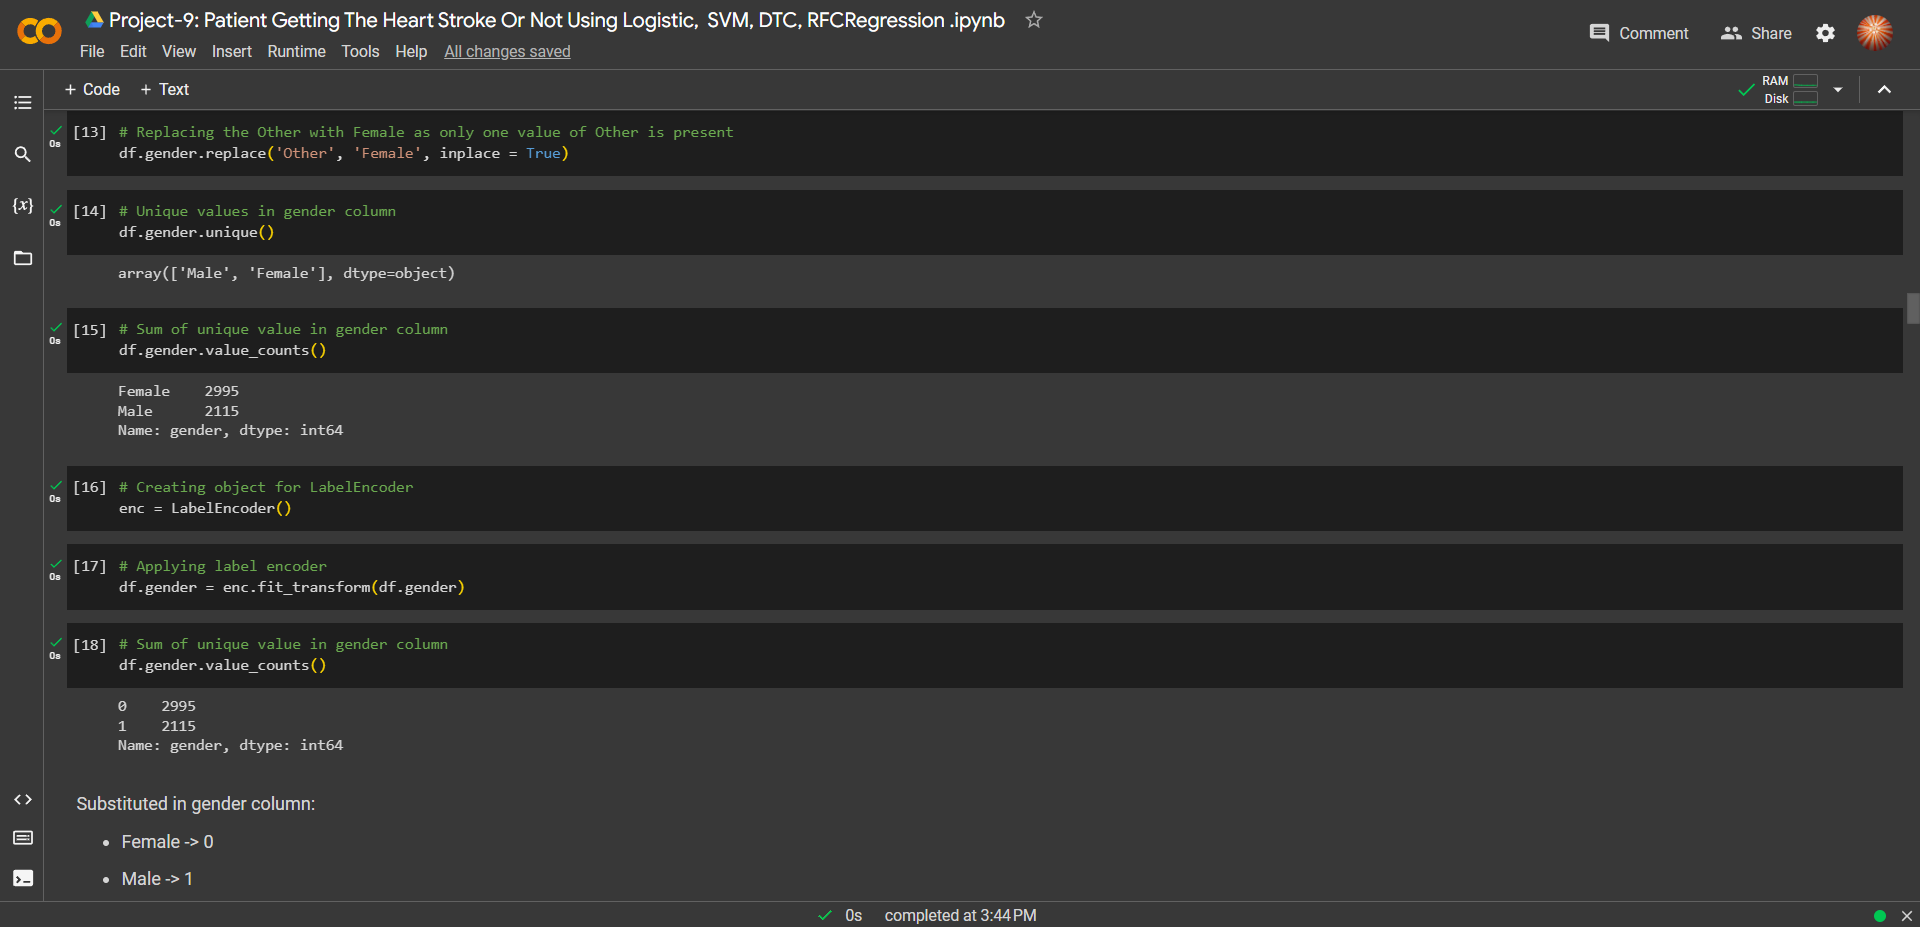 Project-9: Patient Getting The Heart Stroke Or Not Using Logistic,  SVM, DTC, RFCRegression .ipynb
File Edit View Insert Runtime Tools Help All changes saved
Comment Share
+ Code + Text
RAM
Disk
[13] # Replacing the Other with Female as only one value of Other is present
0s
df.gender.replace('Other', 'Female', inplace = True)
[14] # Unique values in gender column
0s
df.gender.unique()
array(['Male', 'Female'], dtype=object)
[15] # Sum of unique value in gender column
0s
df.gender.value_counts()
Female    2995
Male      2115
Name: gender, dtype: int64
[16] # Creating object for LabelEncoder
0s
enc = LabelEncoder()
[17] # Applying label encoder
0s
df.gender = enc.fit_transform(df.gender)
[18] # Sum of unique value in gender column
0s
df.gender.value_counts()
0    2995
1    2115
Name: gender, dtype: int64
Substituted in gender column:
• Female -> 0
• Male -> 1
0s completed at 3:44 PM